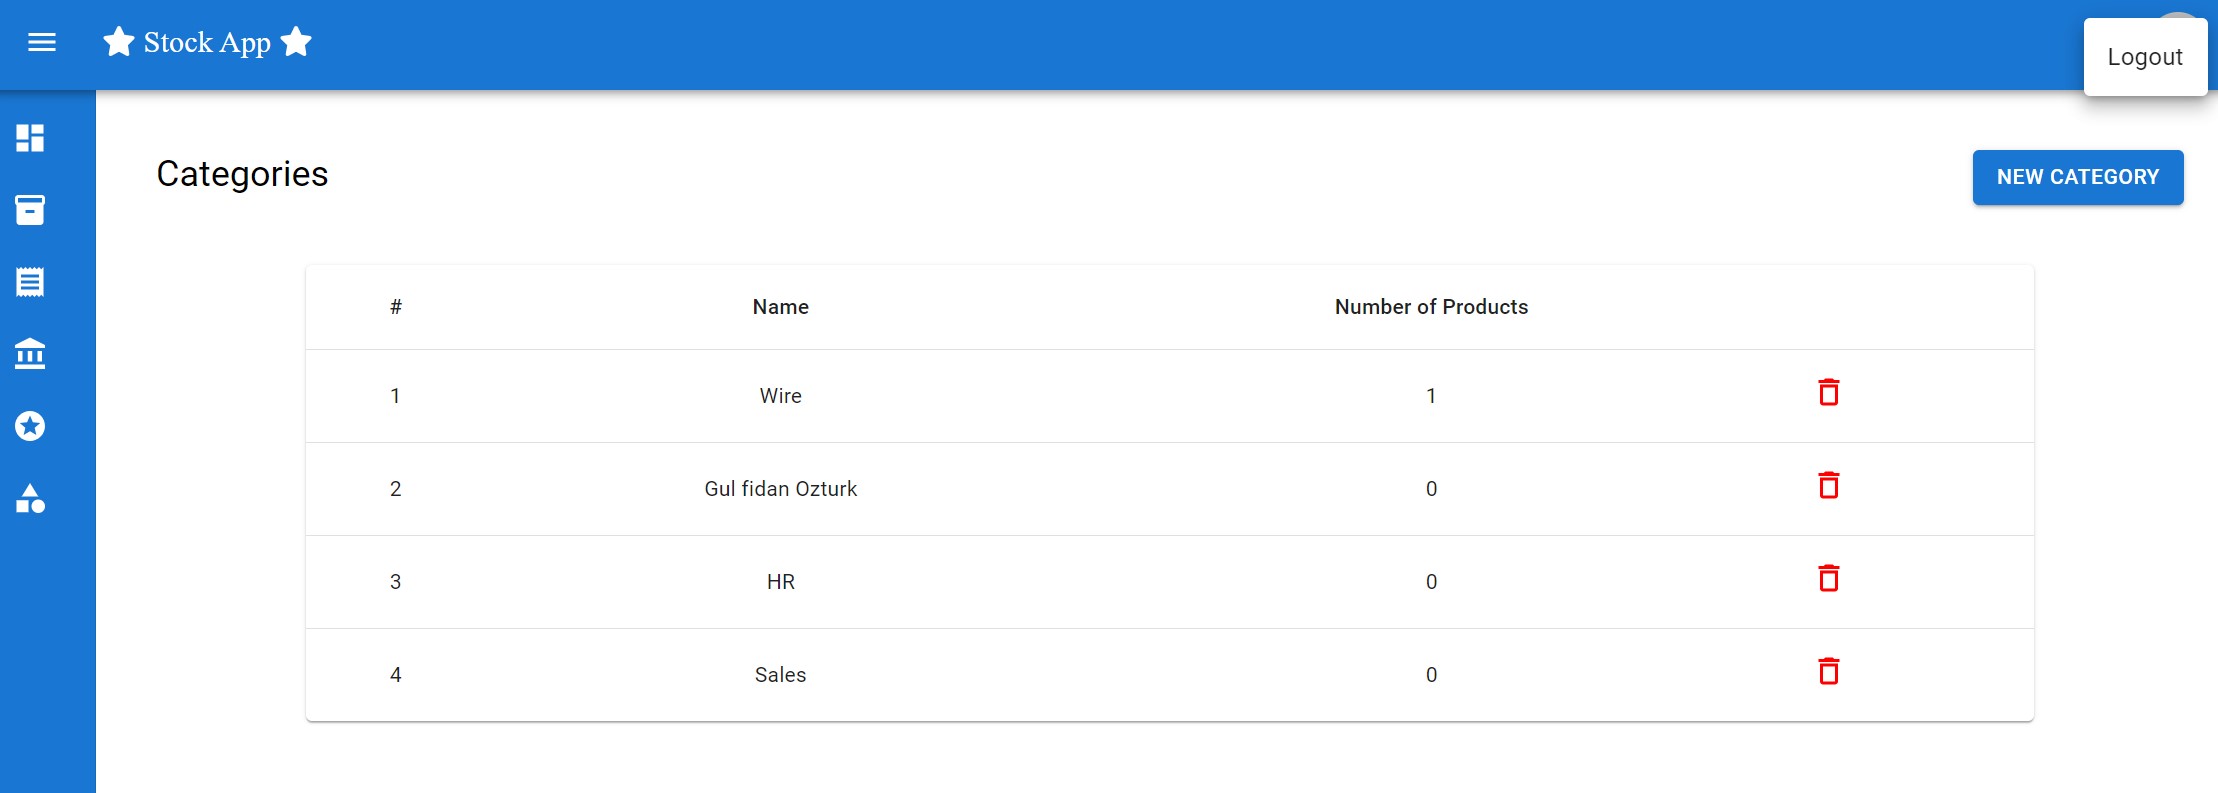 Stock App
Logout
Categories
NEW CATEGORY
# Name Number of Products
1 Wire 1
2 Gul fidan Ozturk 0
3 HR 0
4 Sales 0